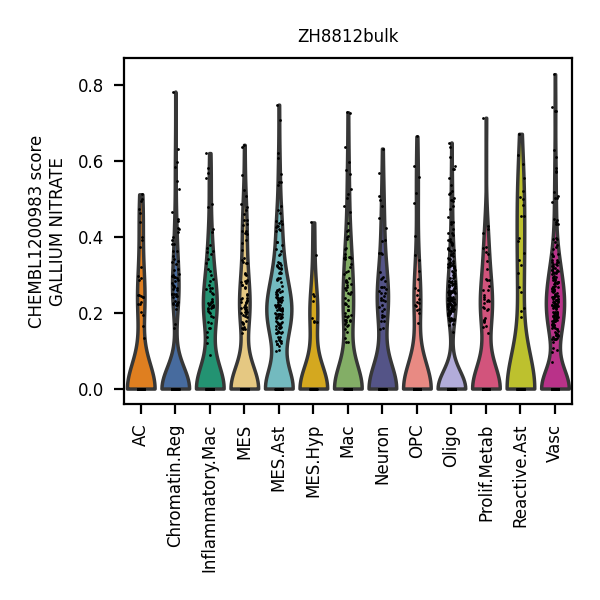 ZH8812bulk
CHEMBL1200983 score
GALLIUM NITRATE
0.8
0.6
0.4
0.2
0.0
AC
Chromatin.Reg
Inflammatory.Mac
MES
MES.Ast
MES.Hyp
Mac
Neuron
OPC
Oligo
Prolif.Metab
Reactive.Ast
Vasc